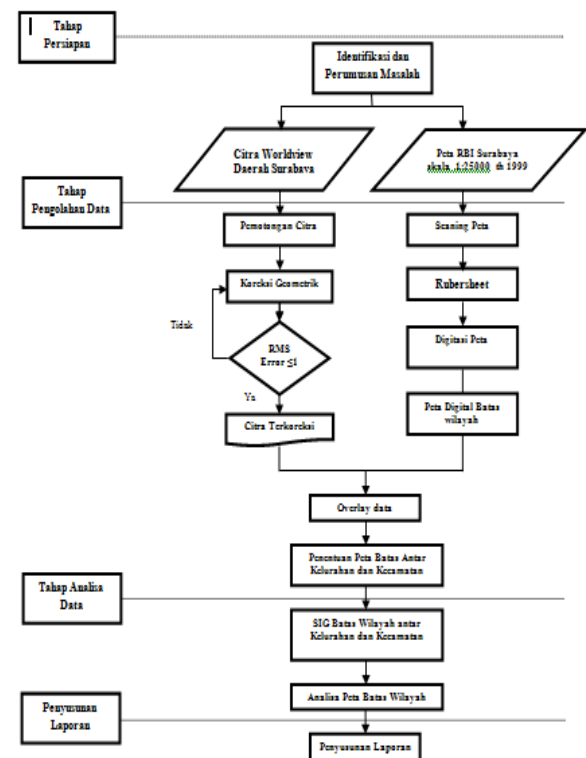 Tahap
Persiapan
Identifikasi dan
Perumusan Masalah
Citra Worldview
Daerah Surabaya
Peta RBI Surabaya
skala 1:25000 th 1999
Tahap
Pengolahan Data
Pemotongan Citra
Scaning Peta
Koreksi Geometrik
Rubersheet
Tidak
RMS
Error ≤1
Digitasi Peta
Ya
Citra Terkoreksi
Peta Digital Batas
wilayah
Overlay data
Penentuan Peta Batas Antar
Kelurahan dan Kecamatan
Tahap Analisa
Data
SIG Batas Wilayah antar
Kelurahan dan Kecamatan
Analisa Peta Batas Wilayah
Penyusunan
Laporan
Penyusunan Laporan